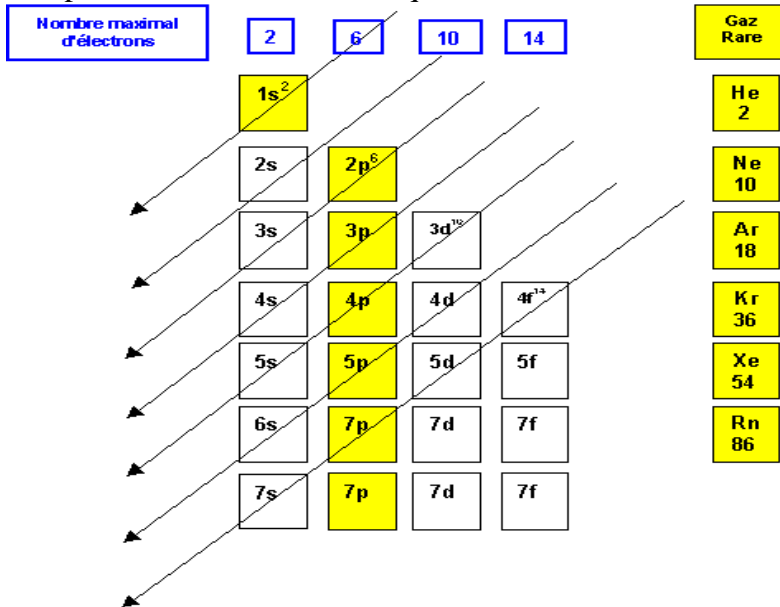 Nombre maximal
d'électrons
2
6
10
14
Gaz
Rare
1s²
He
2
2s
2p⁶
Ne
10
3s
3p
3d¹⁰
Ar
18
4s
4p
4d
4f¹⁴
Kr
36
5s
5p
5d
5f
Xe
54
6s
7p
7d
7f
Rn
86
7s
7p
7d
7f